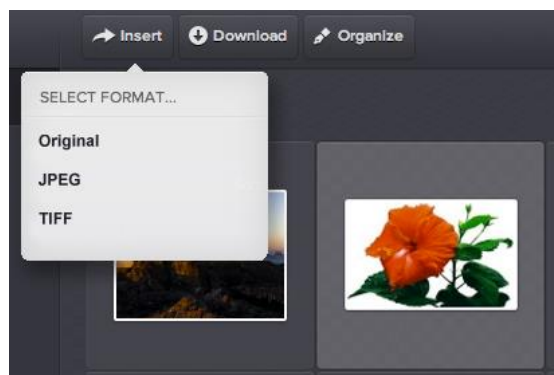 Insert
Download
Organize
SELECT FORMAT...
Original
JPEG
TIFF